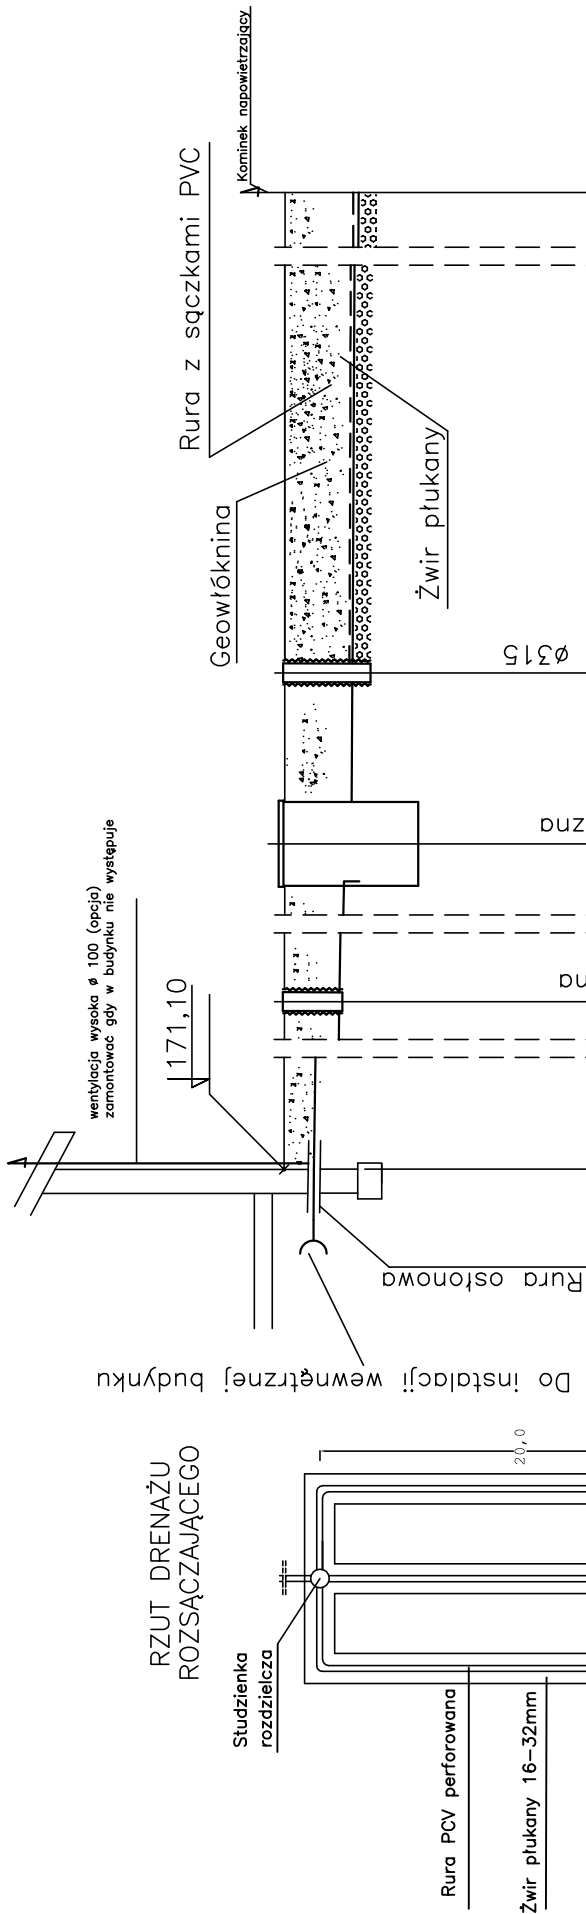 Kominek napowietrzający
Rura z sączkami PVC
Geowłóknina
Żwir płukany
ø315
zna
na
wentylacja wysoka ø 100 (opcja)
zamontować gdy w budynku nie występuje
171,10
Rura osłonowa
Do instalacji wewnętrznej budynku
RZUT DRENAŻU
ROZSĄCZAJĄCEGO
20,0
Studzienka
rozdzielcza
Rura PCV perforowana
Żwir płukany 16-32mm